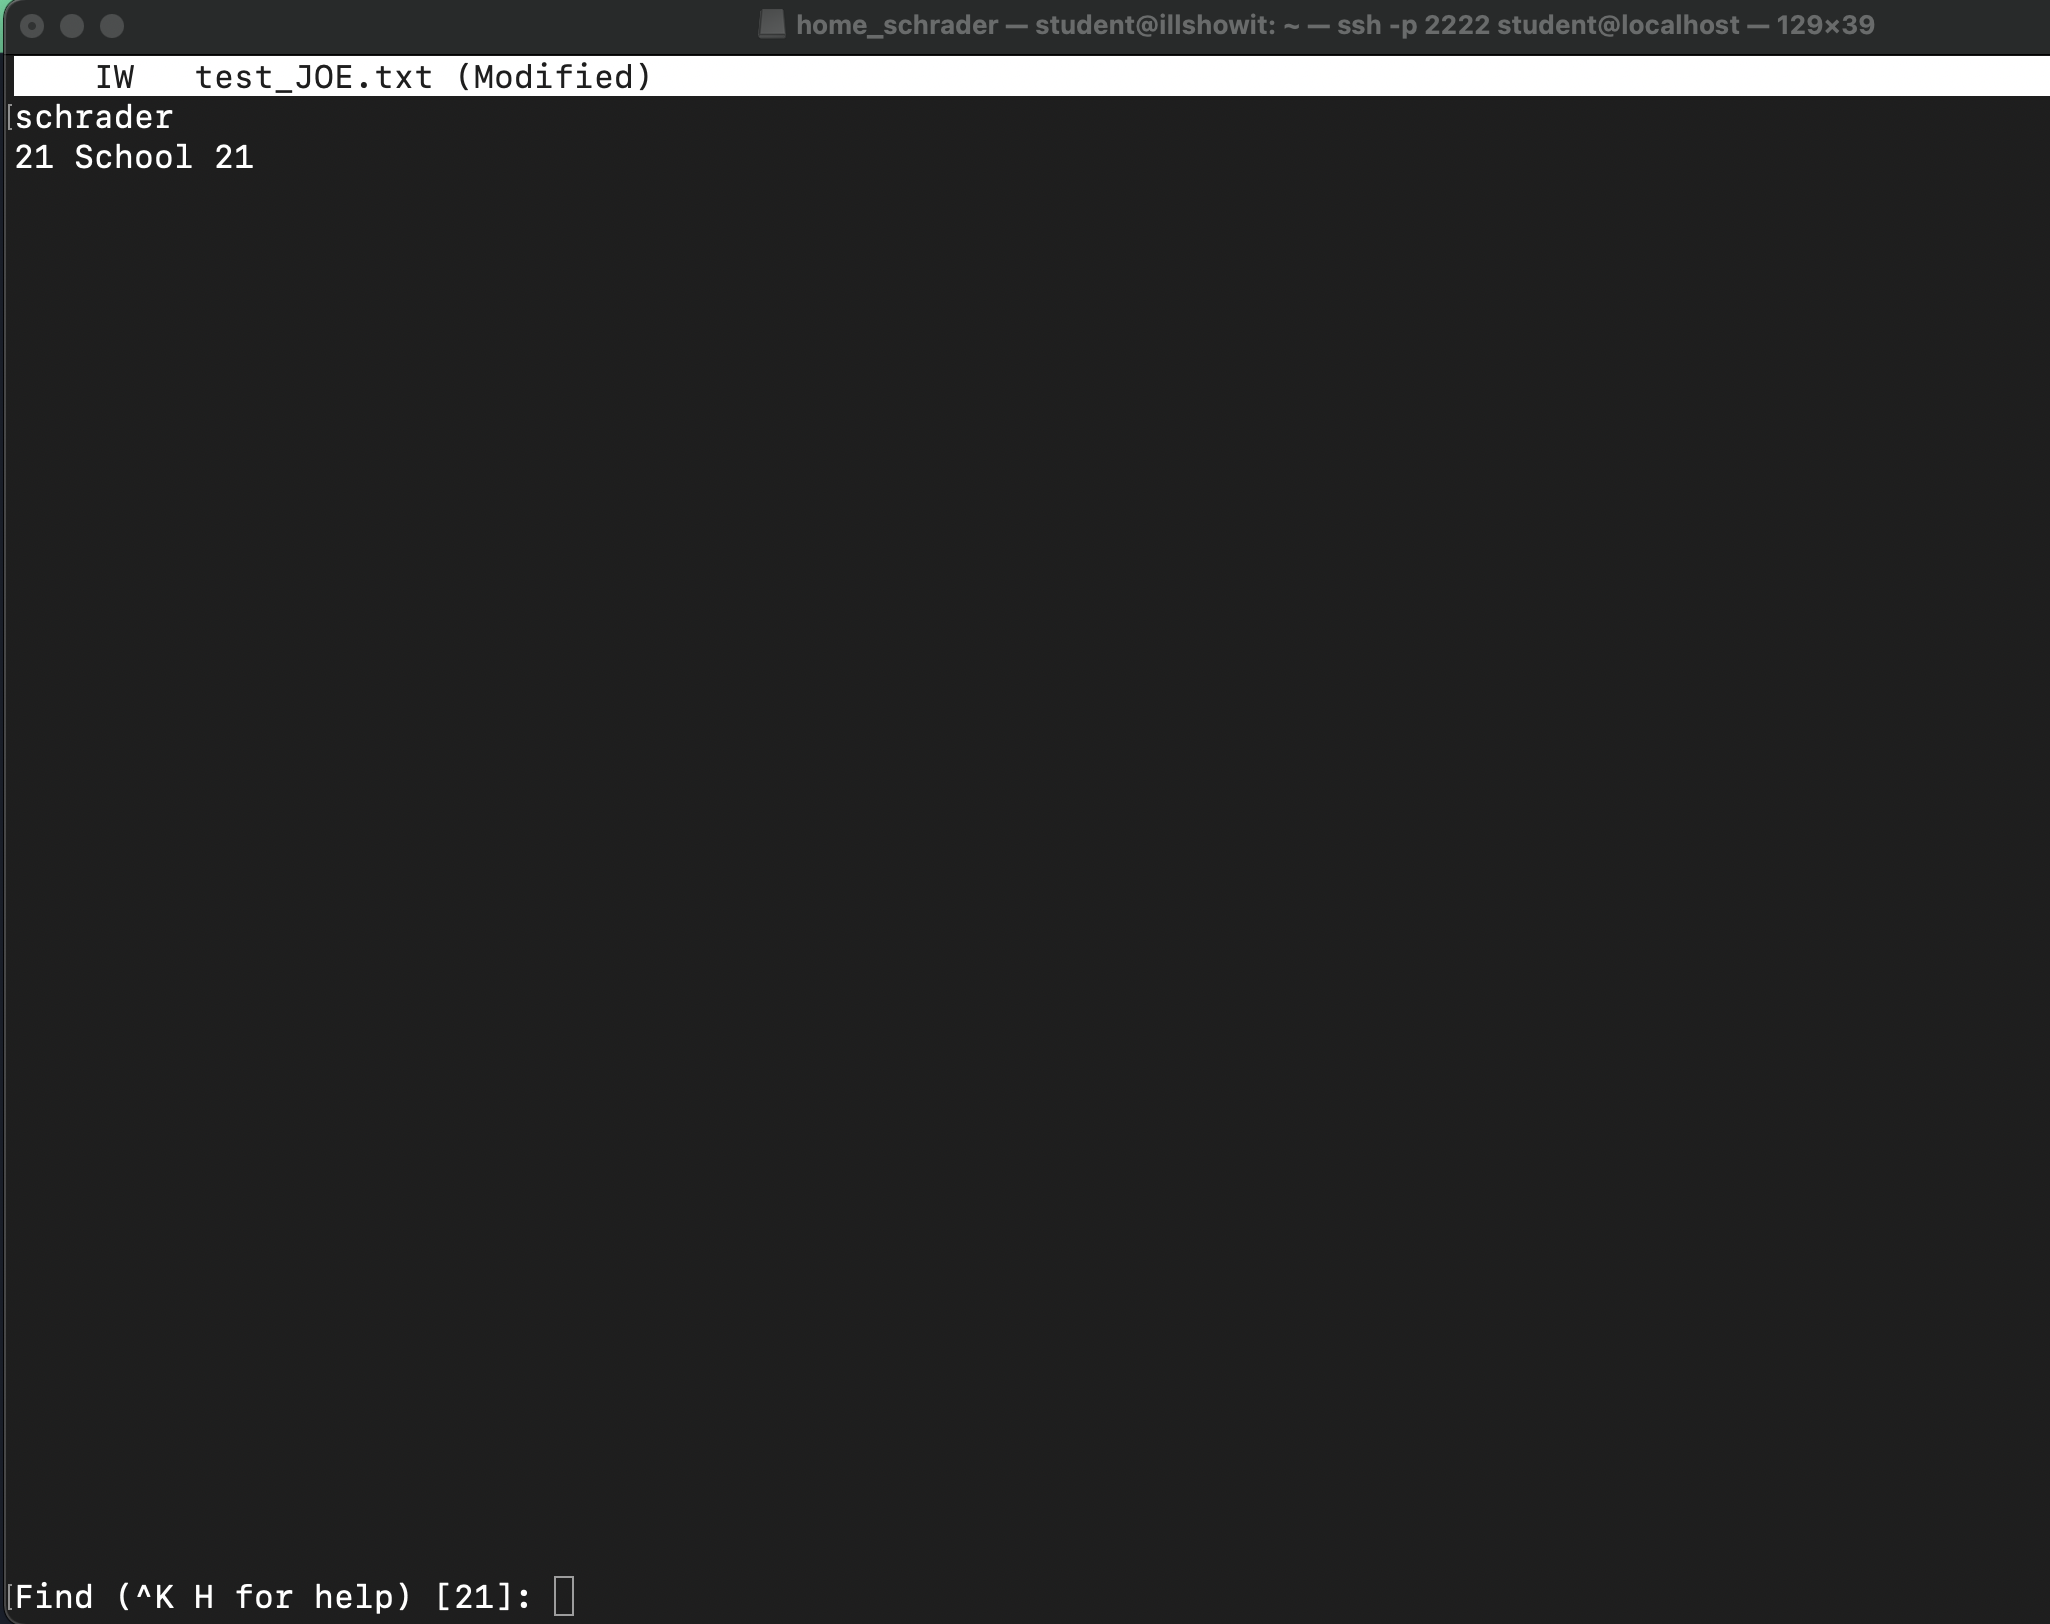 home_schrader — student@illshowit: ~ — ssh -p 2222 student@localhost — 129×39
IW test_JOE.txt (Modified)
schrader
21 School 21
Find (^K H for help) [21]: